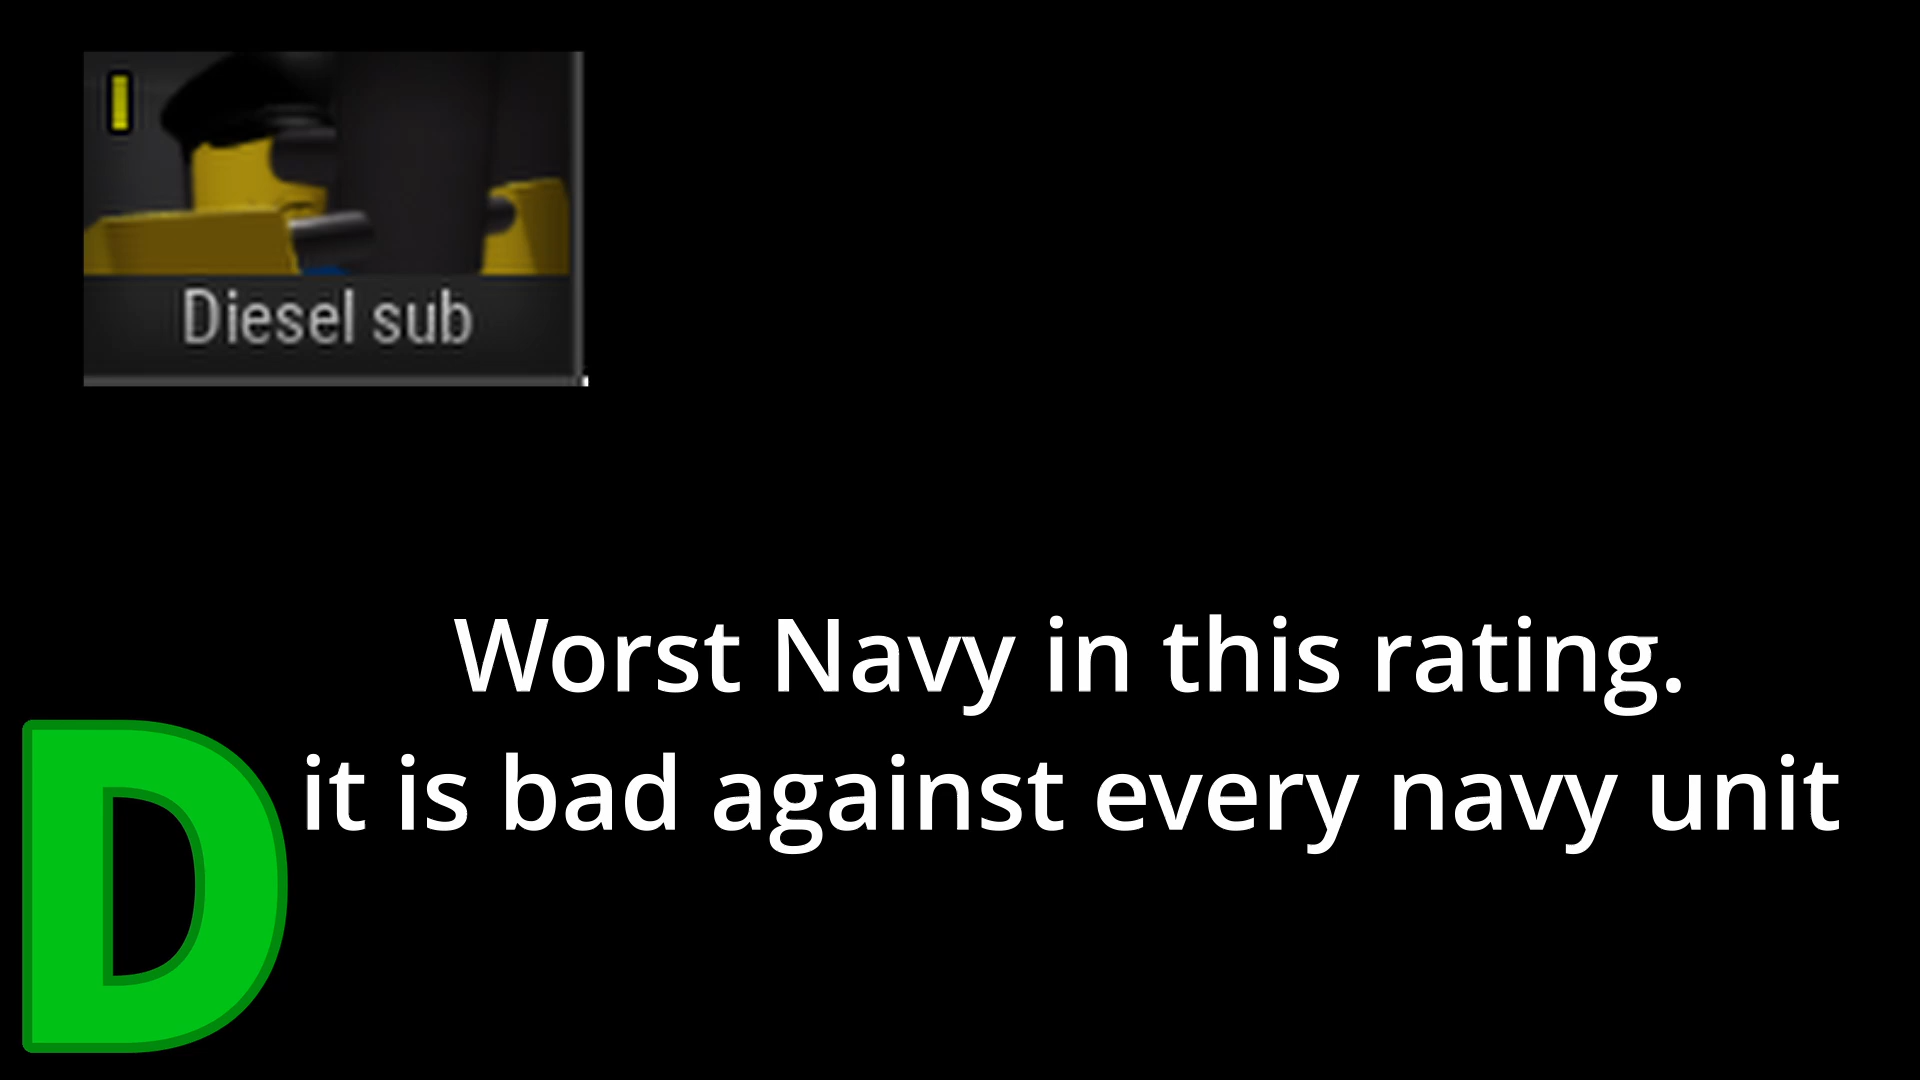 Diesel sub
Worst Navy in this rating.
it is bad against every navy unit
D